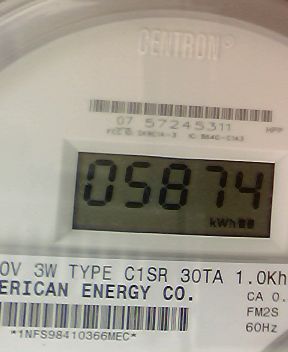 CENTRON®
07 57245311
HPP
05874
kWh
0V 3W TYPE C1SR 30TA 1.0Kh
ERICAN ENERGY CO.
CA 0.
FM2S
60Hz
*1NFS98410366MEC*